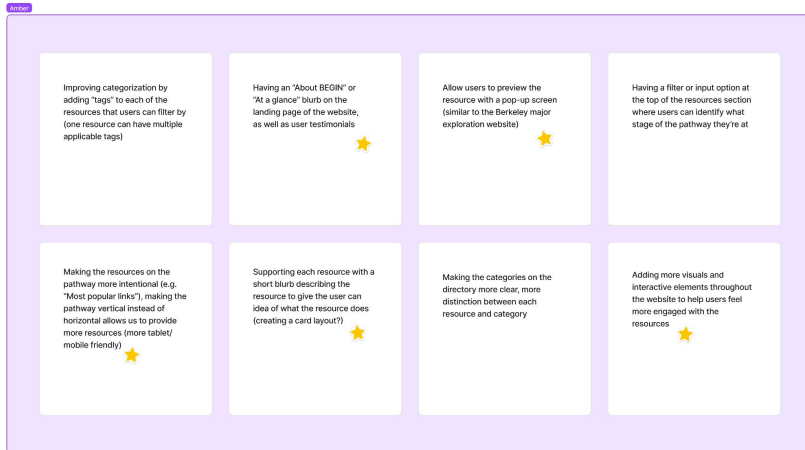 Amber
Improving categorization by
adding "tags" to each of the
resources that users can filter by
(one resource can have multiple
applicable tags)
Having an "About BEGIN" or
"At a glance" blurb on the
landing page of the website,
as well as user testimonials
Allow users to preview the
resource with a pop-up screen
(similar to the Berkeley major
exploration website)
Having a filter or input option at
the top of the resources section
where users can identify what
stage of the pathway they're at
Making the resources on the
pathway more intentional (e.g.
"Most popular links"), making the
pathway vertical instead of
horizontal allows us to provide
more resources (more tablet/
mobile friendly)
Supporting each resource with a
short blurb describing the
resource to give the user can
idea of what the resource does
(creating a card layout?)
Making the categories on the
directory more clear, more
distinction between each
resource and category
Adding more visuals and
interactive elements throughout
the website to help users feel
more engaged with the
resources